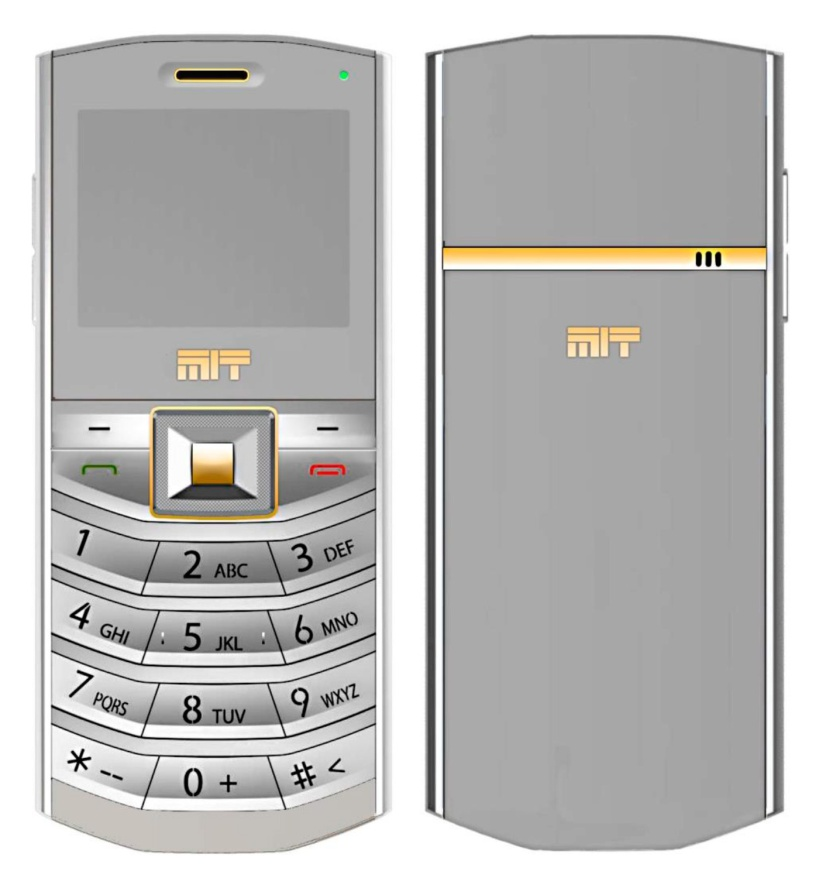 MIT
MIT
1
2 ABC
3 DEF
4 GHI
5 JKL
6 MNO
7 PQRS
8 TUV
9 WXYZ
* --
0 +
# <